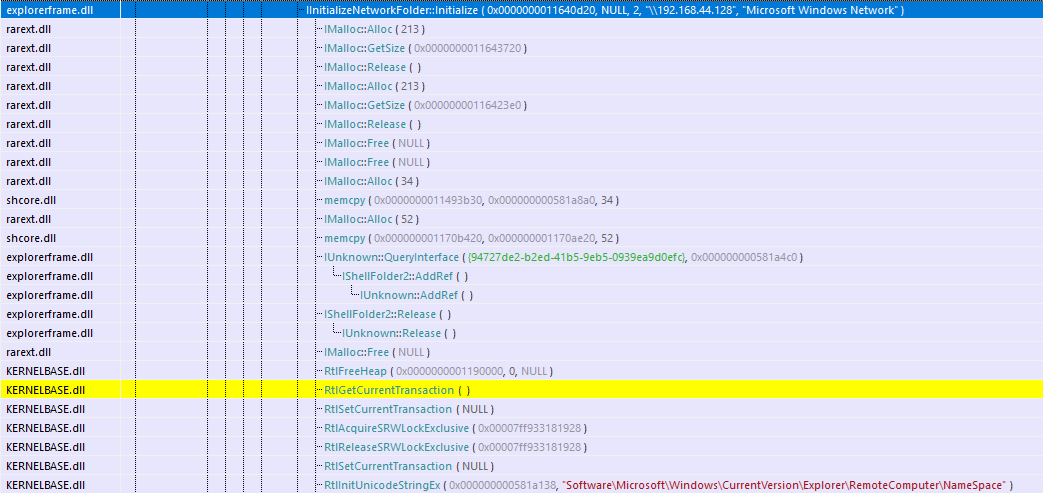 explorerframe.dll IInitializeNetworkFolder::Initialize ( 0x0000000011640d20, NULL, 2, "\\192.168.44.128", "Microsoft Windows Network" )
rarext.dll IMalloc::Alloc ( 213 )
rarext.dll IMalloc::GetSize ( 0x0000000011643720 )
rarext.dll IMalloc::Release ( )
rarext.dll IMalloc::Alloc ( 213 )
rarext.dll IMalloc::GetSize ( 0x00000000116423e0 )
rarext.dll IMalloc::Release ( )
rarext.dll IMalloc::Free ( NULL )
rarext.dll IMalloc::Free ( NULL )
rarext.dll IMalloc::Alloc ( 34 )
shcore.dll memcpy ( 0x0000000011493b30, 0x000000000581a8a0, 34 )
rarext.dll IMalloc::Alloc ( 52 )
shcore.dll memcpy ( 0x000000001170b420, 0x000000001170ae20, 52 )
explorerframe.dll IUnknown::QueryInterface ( {94727de2-b2ed-41b5-9eb5-0939ea9d0efc}, 0x000000000581a4c0 )
explorerframe.dll IShellFolder2::AddRef ( )
explorerframe.dll IUnknown::AddRef ( )
explorerframe.dll IShellFolder2::Release ( )
explorerframe.dll IUnknown::Release ( )
rarext.dll IMalloc::Free ( NULL )
KERNELBASE.dll RtlFreeHeap ( 0x0000000001190000, 0, NULL )
KERNELBASE.dll RtlGetCurrentTransaction ( )
KERNELBASE.dll RtlSetCurrentTransaction ( NULL )
KERNELBASE.dll RtlAcquireSRWLockExclusive ( 0x00007ff933181928 )
KERNELBASE.dll RtlReleaseSRWLockExclusive ( 0x00007ff933181928 )
KERNELBASE.dll RtlSetCurrentTransaction ( NULL )
KERNELBASE.dll RtlInitUnicodeStringEx ( 0x000000000581a138, "Software\Microsoft\Windows\CurrentVersion\Explorer\RemoteComputer\NameSpace" )